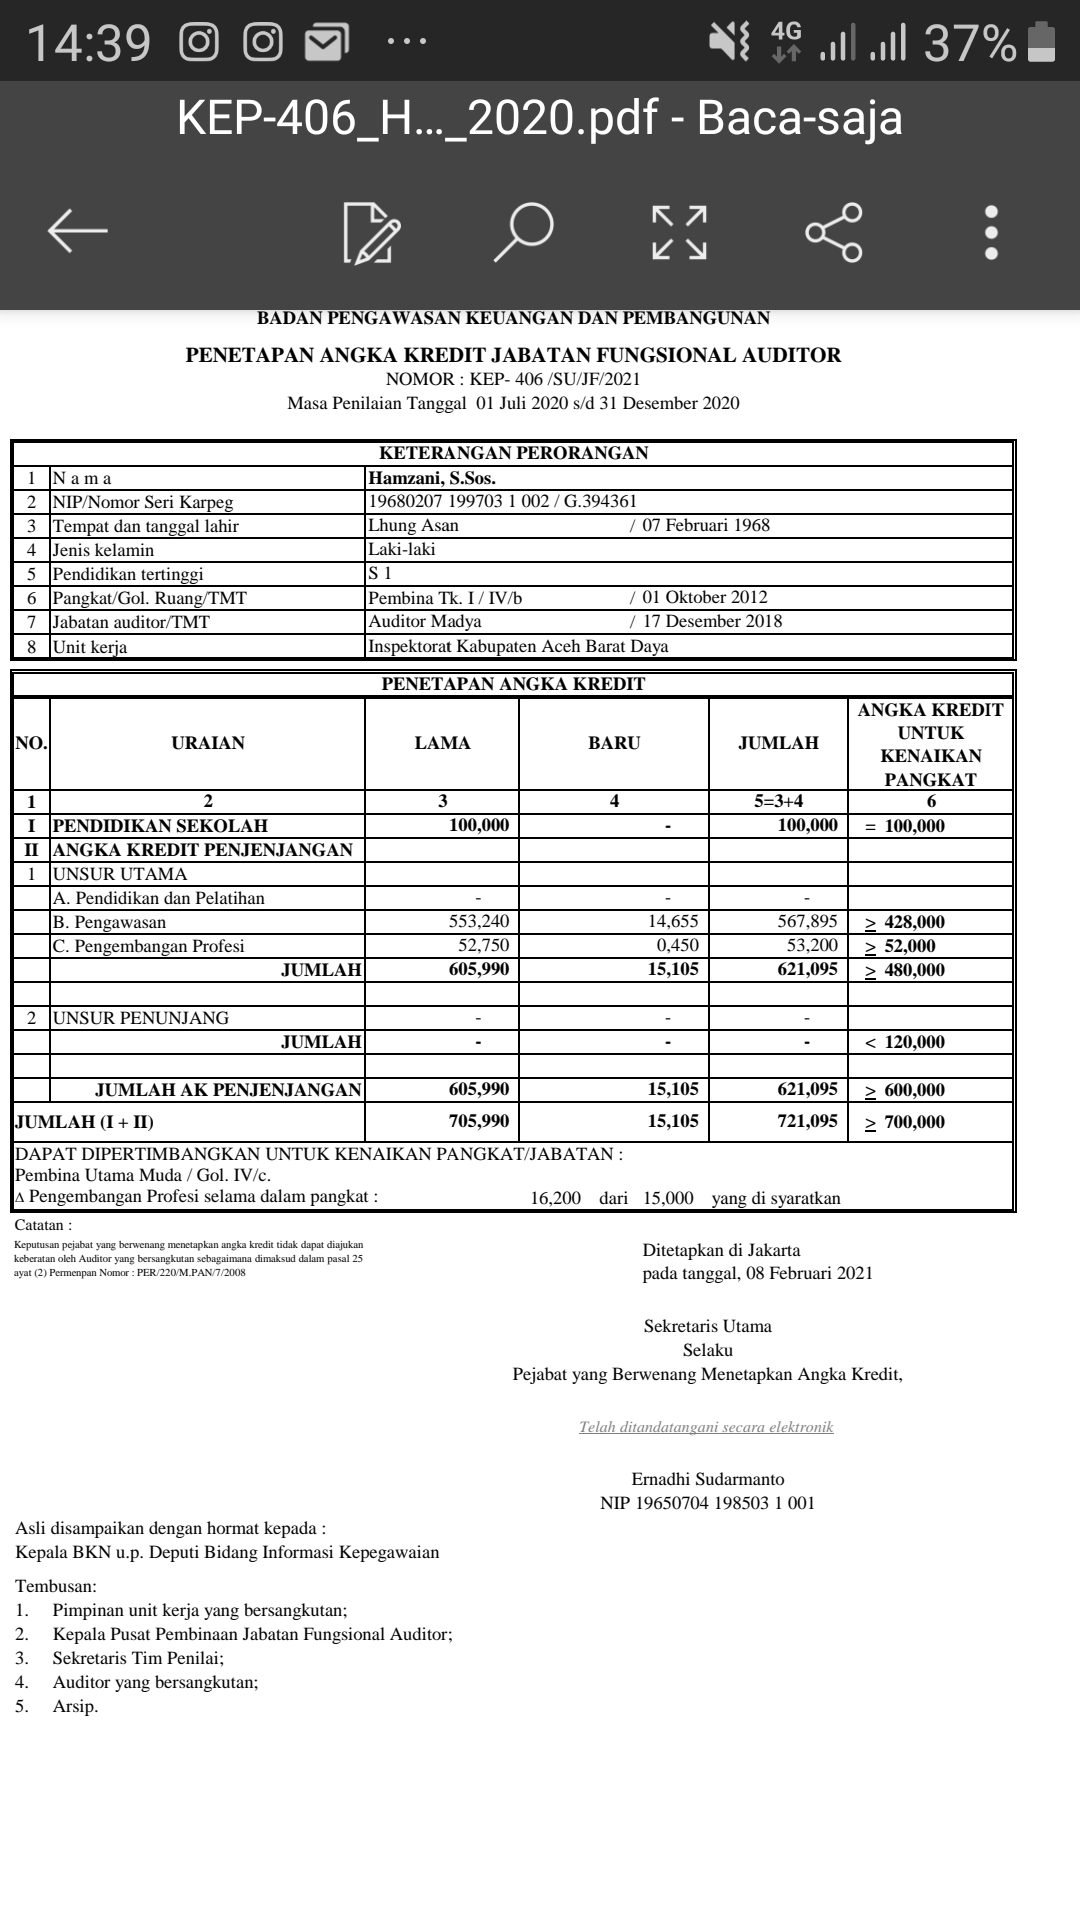 14:39 ... 4G 37%
KEP-406_H..._2020.pdf - Baca-saja
BADAN PENGAWASAN KEUANGAN DAN PEMBANGUNAN
PENETAPAN ANGKA KREDIT JABATAN FUNGSIONAL AUDITOR
NOMOR : KEP- 406 /SU/JF/2021
Masa Penilaian Tanggal 01 Juli 2020 s/d 31 Desember 2020
KETERANGAN PERORANGAN
1 N a m a Hamzani, S.Sos.
2 NIP/Nomor Seri Karpeg 19680207 199703 1 002 / G.394361
3 Tempat dan tanggal lahir Lhung Asan / 07 Februari 1968
4 Jenis kelamin Laki-laki
5 Pendidikan tertinggi S 1
6 Pangkat/Gol. Ruang/TMT Pembina Tk. I / IV/b / 01 Oktober 2012
7 Jabatan auditor/TMT Auditor Madya / 17 Desember 2018
8 Unit kerja Inspektorat Kabupaten Aceh Barat Daya
PENETAPAN ANGKA KREDIT
NO. URAIAN LAMA BARU JUMLAH ANGKA KREDIT
UNTUK
KENAIKAN
PANGKAT
1 2 3 4 5=3+4 6
I PENDIDIKAN SEKOLAH 100,000 - 100,000 = 100,000
II ANGKA KREDIT PENJENJANGAN
1 UNSUR UTAMA
A. Pendidikan dan Pelatihan - - -
B. Pengawasan 553,240 14,655 567,895 ≥ 428,000
C. Pengembangan Profesi 52,750 0,450 53,200 ≥ 52,000
JUMLAH 605,990 15,105 621,095 ≥ 480,000
2 UNSUR PENUNJANG - - -
JUMLAH - - - < 120,000
JUMLAH AK PENJENJANGAN 605,990 15,105 621,095 ≥ 600,000
JUMLAH (I + II) 705,990 15,105 721,095 ≥ 700,000
DAPAT DIPERTIMBANGKAN UNTUK KENAIKAN PANGKAT/JABATAN :
Pembina Utama Muda / Gol. IV/c.
Δ Pengembangan Profesi selama dalam pangkat : 16,200 dari 15,000 yang di syaratkan
Catatan :
Keputusan pejabat yang berwenang menetapkan angka kredit tidak dapat diajukan
keberatan oleh Auditor yang bersangkutan sebagaimana dimaksud dalam pasal 25
ayat (2) Permenpan Nomor : PER/220/M.PAN/7/2008
Ditetapkan di Jakarta
pada tanggal, 08 Februari 2021
Sekretaris Utama
Selaku
Pejabat yang Berwenang Menetapkan Angka Kredit,
Telah ditandatangani secara elektronik
Ernadhi Sudarmanto
NIP 19650704 198503 1 001
Asli disampaikan dengan hormat kepada :
Kepala BKN u.p. Deputi Bidang Informasi Kepegawaian
Tembusan:
1. Pimpinan unit kerja yang bersangkutan;
2. Kepala Pusat Pembinaan Jabatan Fungsional Auditor;
3. Sekretaris Tim Penilai;
4. Auditor yang bersangkutan;
5. Arsip.